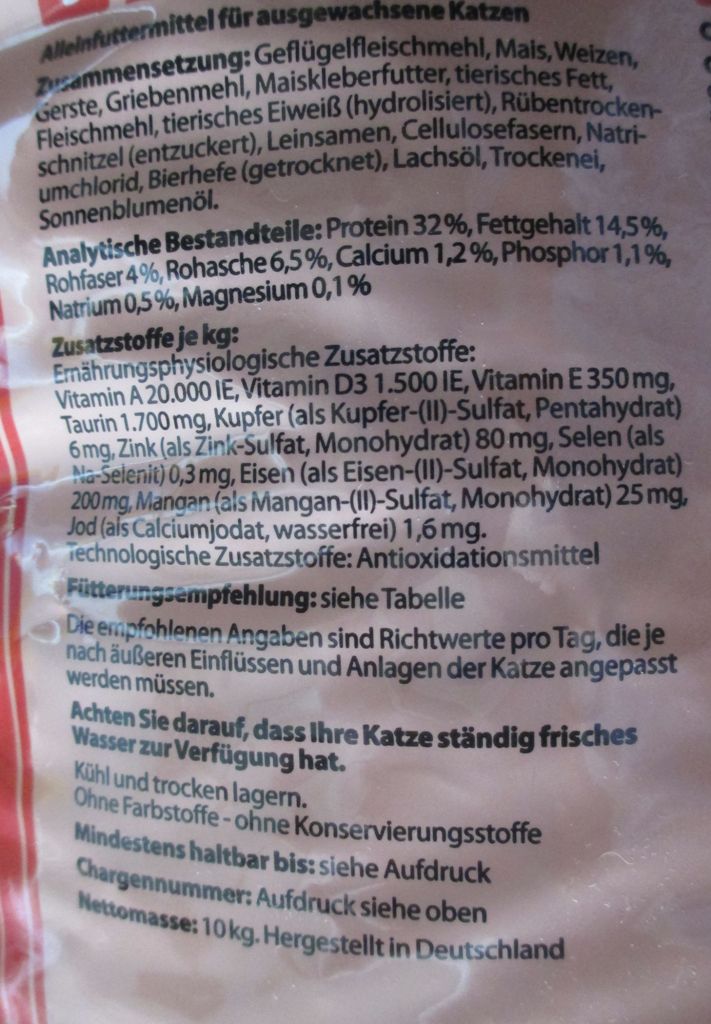 Alleinfuttermittel für ausgewachsene Katzen
Zusammensetzung: Geflügelfleischmehl, Mais, Weizen,
Gerste, Griebenmehl, Maiskleberfutter, tierisches Fett,
Fleischmehl, tierisches Eiweiß (hydrolisiert), Rübentrocken-
schnitzel (entzuckert), Leinsamen, Cellulosefasern, Natri-
umchlorid, Bierhefe (getrocknet), Lachsöl, Trockenei,
Sonnenblumenöl.
Analytische Bestandteile: Protein 32%, Fettgehalt 14,5%,
Rohfaser 4%, Rohasche 6,5%, Calcium 1,2%, Phosphor 1,1%,
Natrium 0,5%, Magnesium 0,1%
Zusatzstoffe je kg:
Ernährungsphysiologische Zusatzstoffe:
Vitamin A 20.000 IE, Vitamin D3 1.500 IE, Vitamin E 350 mg,
Taurin 1.700 mg, Kupfer (als Kupfer-(II)-Sulfat, Pentahydrat)
6 mg, Zink (als Zink-Sulfat, Monohydrat) 80 mg, Selen (als
Na-Selenit) 0,3 mg, Eisen (als Eisen-(II)-Sulfat, Monohydrat)
200 mg, Mangan (als Mangan-(II)-Sulfat, Monohydrat) 25 mg,
Jod (als Calciumjodat, wasserfrei) 1,6 mg.
Technologische Zusatzstoffe: Antioxidationsmittel
Fütterungsempfehlung: siehe Tabelle
Die empfohlenen Angaben sind Richtwerte pro Tag, die je
nach äußeren Einflüssen und Anlagen der Katze angepasst
werden müssen.
Achten Sie darauf, dass Ihre Katze ständig frisches
Wasser zur Verfügung hat.
Kühl und trocken lagern.
Ohne Farbstoffe - ohne Konservierungsstoffe
Mindestens haltbar bis: siehe Aufdruck
Chargennummer: Aufdruck siehe oben
Nettomasse: 10 kg. Hergestellt in Deutschland